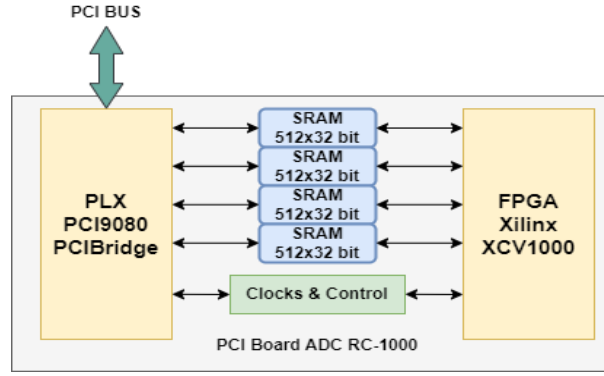 PCI BUS
SRAM
512x32 bit
SRAM
512x32 bit
SRAM
512x32 bit
SRAM
512x32 bit
PLX
PCI9080
PCIBridge
FPGA
Xilinx
XCV1000
Clocks & Control
PCI Board ADC RC-1000